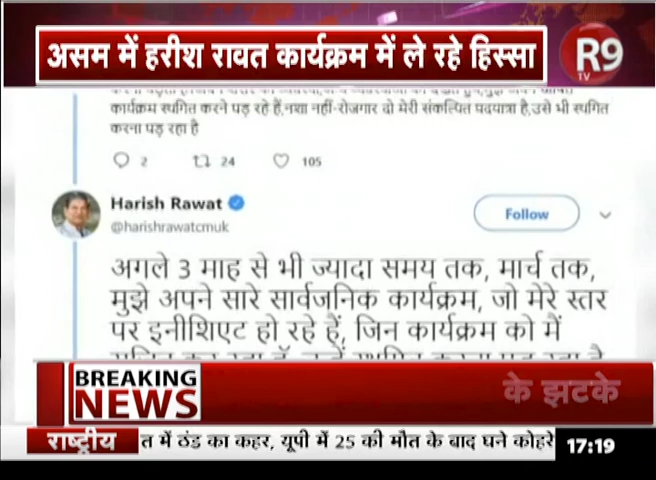 असम में हरीश रावत कार्यक्रम में ले रहे हिस्सा
R9
TV
कार्यक्रम स्थगित करने पड़ रहे हैं,नशा नहीं-रोजगार दो मेरी संकल्पित पदयात्रा है,उसे भी स्थगित
करना पड़ रहा है
2 24 105
Harish Rawat
@harishrawatcmuk
Follow
अगले 3 माह से भी ज्यादा समय तक, मार्च तक,
मुझे अपने सारे सार्वजनिक कार्यक्रम, जो मेरे स्तर
पर इनीशिएट हो रहे हैं, जिन कार्यक्रम को मैं
BREAKING
NEWS
के झटके
राष्ट्रीय
त में ठंड का कहर, यूपी में 25 की मौत के बाद घने कोहरे
17:19